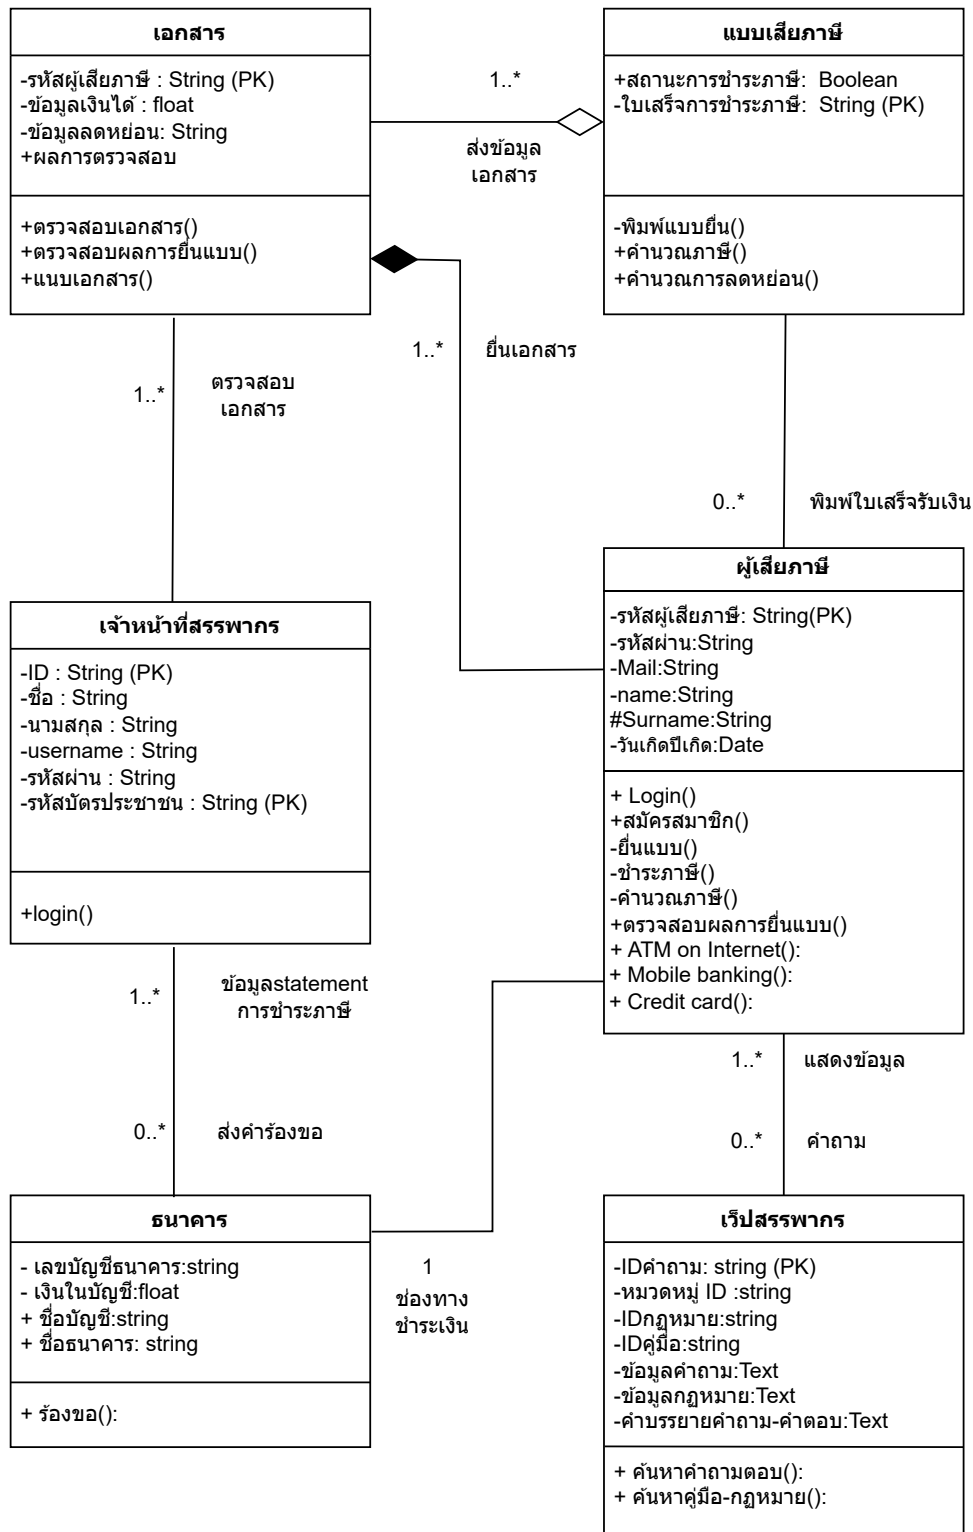 เอกสาร
-รหัสผู้เสียภาษี : String (PK)
-ข้อมูลเงินได้ : float
-ข้อมูลลดหย่อน: String
+ผลการตรวจสอบ
+ตรวจสอบเอกสาร()
+ตรวจสอบผลการยื่นแบบ()
+แนบเอกสาร()
1..*
ส่งข้อมูล
เอกสาร
แบบเสียภาษี
+สถานะการชำระภาษี:  Boolean
-ใบเสร็จการชำระภาษี:  String (PK)
-พิมพ์แบบยื่น()
+คำนวณภาษี()
+คำนวณการลดหย่อน()
1..*
ยื่นเอกสาร
1..*
ตรวจสอบ
เอกสาร
0..*
พิมพ์ใบเสร็จรับเงิน
ผู้เสียภาษี
-รหัสผู้เสียภาษี: String(PK)
-รหัสผ่าน:String
-Mail:String
-name:String
#Surname:String
-วันเกิดปีเกิด:Date
+ Login()
+สมัครสมาชิก()
-ยื่นแบบ()
-ชำระภาษี()
-คำนวณภาษี()
+ตรวจสอบผลการยื่นแบบ()
+ ATM on Internet():
+ Mobile banking():
+ Credit card():
เจ้าหน้าที่สรรพากร
-ID : String (PK)
-ชื่อ : String
-นามสกุล : String
-username : String
-รหัสผ่าน : String
-รหัสบัตรประชาชน : String (PK)
+login()
1..*
ข้อมูลstatement
การชำระภาษี
0..*
ส่งคำร้องขอ
1..*
แสดงข้อมูล
0..*
คำถาม
ธนาคาร
- เลขบัญชีธนาคาร:string
- เงินในบัญชี:float
+ ชื่อบัญชี:string
+ ชื่อธนาคาร: string
+ ร้องขอ():
1
ช่องทาง
ชำระเงิน
เว็ปสรรพากร
-IDคำถาม: string (PK)
-หมวดหมู่ ID :string
-IDกฏหมาย:string
-IDคู่มือ:string
-ข้อมูลคำถาม:Text
-ข้อมูลกฏหมาย:Text
-คำบรรยายคำถาม-คำตอบ:Text
+ ค้นหาคำถามตอบ():
+ ค้นหาคู่มือ-กฏหมาย():